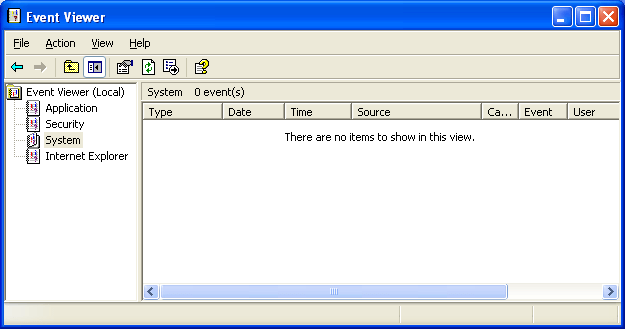 Event Viewer
File Action View Help
Event Viewer (Local)
Application
Security
System
Internet Explorer
System 0 event(s)
Type Date Time Source Ca... Event User
There are no items to show in this view.